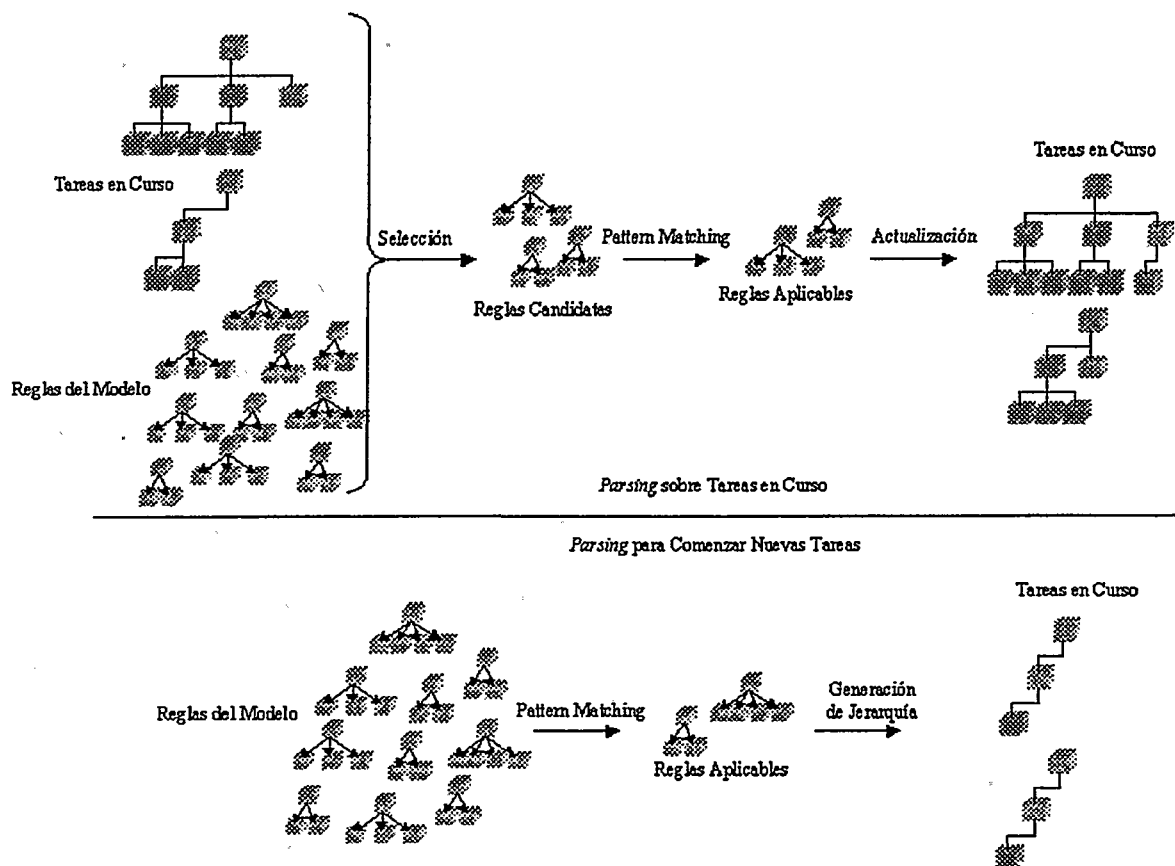 Tareas en Curso
Tareas en Curso
Selección
Pattern Matching
Actualización
Reglas Candidatas
Reglas Aplicables
Reglas del Modelo
Parsing sobre Tareas en Curso
Parsing para Comenzar Nuevas Tareas
Tareas en Curso
Reglas del Modelo
Pattern Matching
Generación
de Jerarquía
Reglas Aplicables